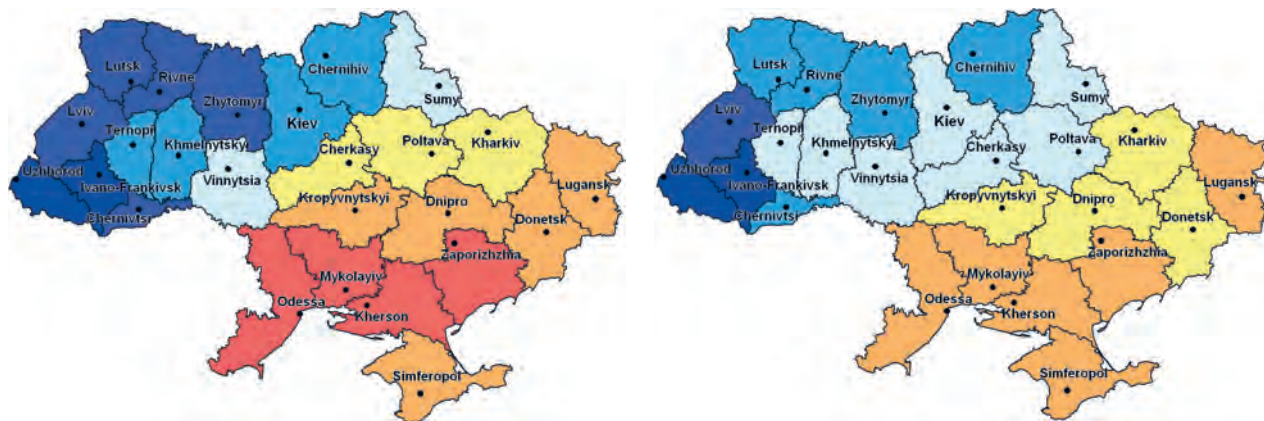 Chernihiv
Lutsk
Rivne
Sumy
Zhytomyr
Lviv
Kiev
Ternopil
Khmelnytskyi
Poltava
Kharkiv
Cherkasy
Uzhhorod
Ivano-Frankivsk
Vinnytsia
Lugansk
Chernivtsi
Kropyvnytskyi
Dnipro
Donetsk
Zaporizhzhia
Mykolayiv
Odessa
Kherson
Simferopol
Chernihiv
Lutsk
Rivne
Sumy
Zhytomyr
Lviv
Kiev
Ternopil
Khmelnytskyi
Poltava
Kharkiv
Cherkasy
Uzhhorod
Ivano-Frankivsk
Vinnytsia
Lugansk
Chernivtsi
Kropyvnytskyi
Dnipro
Donetsk
Zaporizhzhia
Mykolayiv
Odessa
Kherson
Simferopol